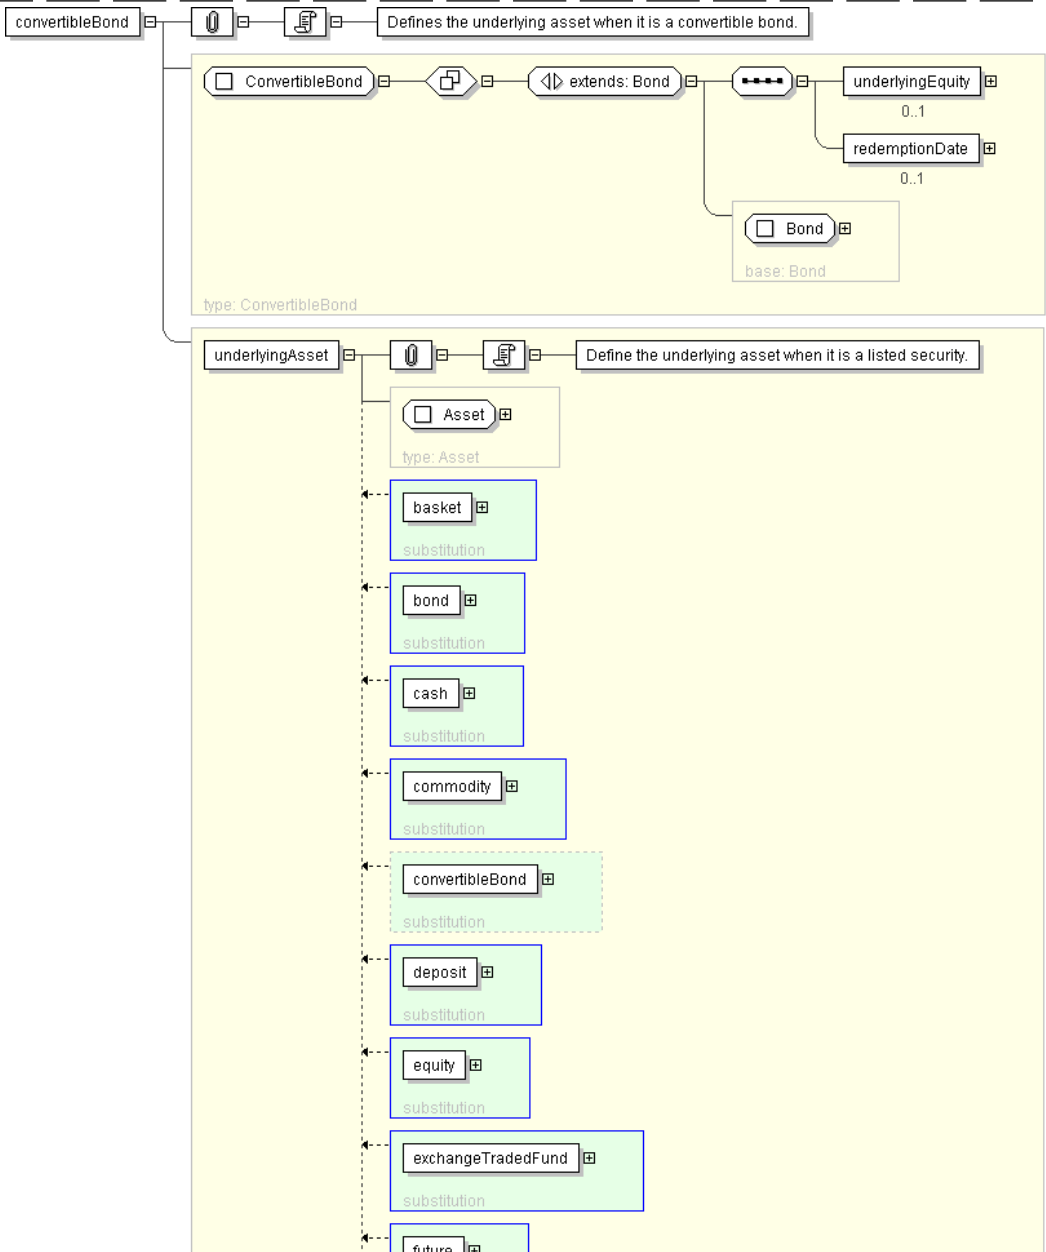 convertibleBond
Defines the underlying asset when it is a convertible bond.
ConvertibleBond
extends: Bond
underlyingEquity
0..1
redemptionDate
0..1
Bond
base: Bond
type: ConvertibleBond
underlyingAsset
Define the underlying asset when it is a listed security.
Asset
type: Asset
basket
substitution
bond
substitution
cash
substitution
commodity
substitution
convertibleBond
substitution
deposit
substitution
equity
substitution
exchangeTradedFund
substitution
future